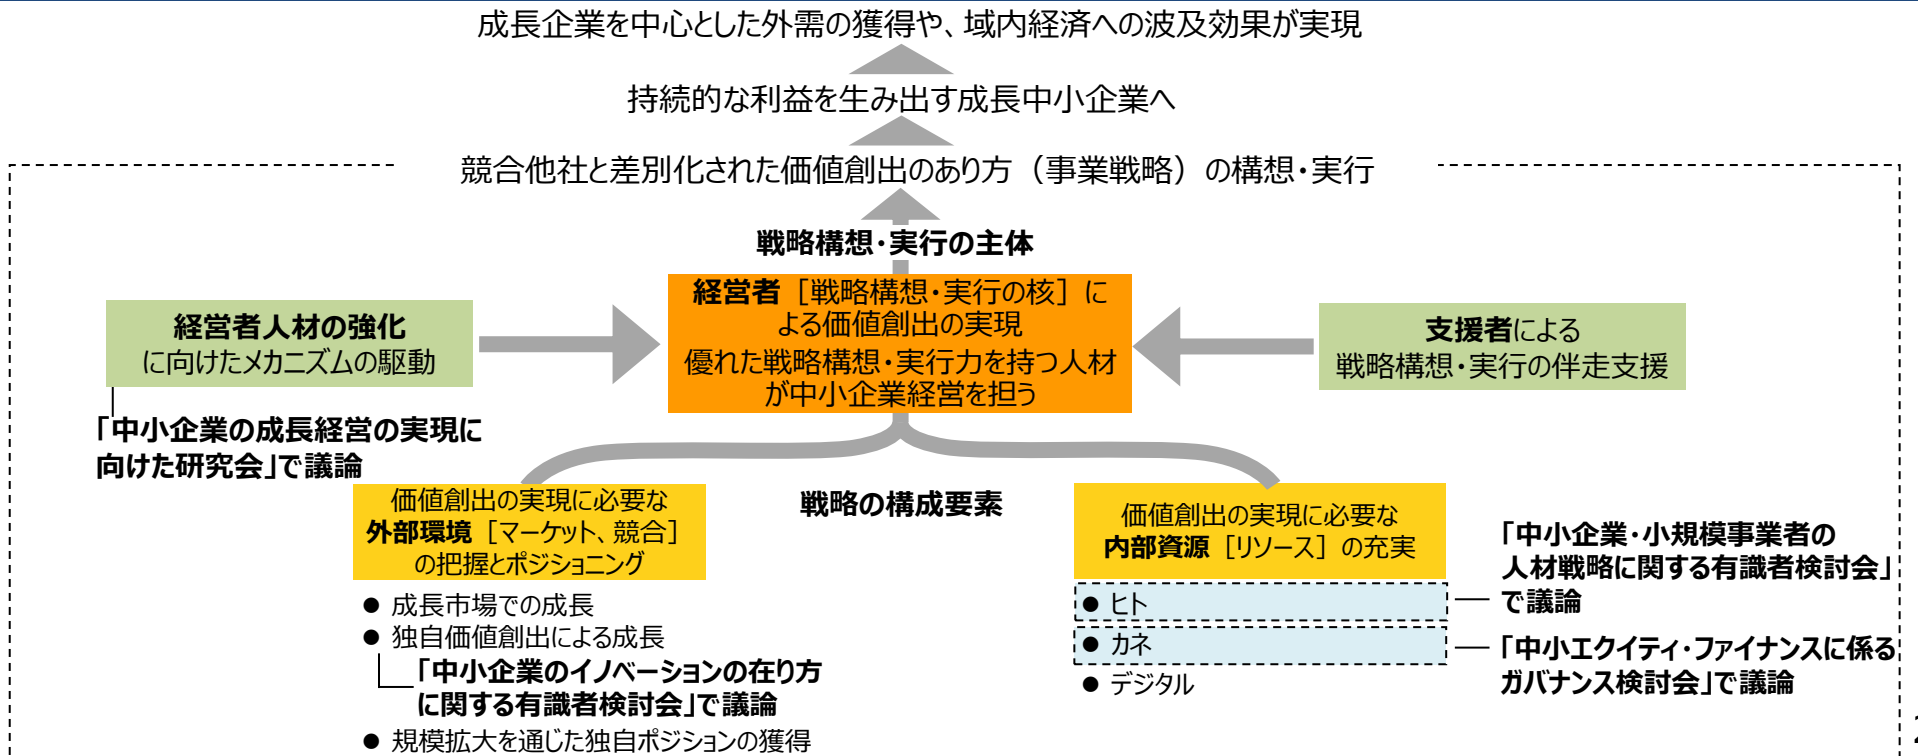 成長企業を中心とした外需の獲得や、域内経済への波及効果が実現
持続的な利益を生み出す成長中小企業へ
競合他社と差別化された価値創出のあり方（事業戦略）の構想・実行
戦略構想・実行の主体
経営者［戦略構想・実行の核］に
よる価値創出の実現
優れた戦略構想・実行力を持つ人材
が中小企業経営を担う
経営者人材の強化
に向けたメカニズムの駆動
「中小企業の成長経営の実現に
向けた研究会」で議論
支援者による
戦略構想・実行の伴走支援
戦略の構成要素
価値創出の実現に必要な
外部環境［マーケット、競合］
の把握とポジショニング
● 成長市場での成長
● 独自価値創出による成長
「中小企業のイノベーションの在り方
に関する有識者検討会」で議論
● 規模拡大を通じた独自ポジションの獲得
価値創出の実現に必要な
内部資源［リソース］の充実
● ヒト
● カネ
● デジタル
「中小企業・小規模事業者の
人材戦略に関する有識者検討会」
で議論
「中小エクイティ・ファイナンスに係る
ガバナンス検討会」で議論